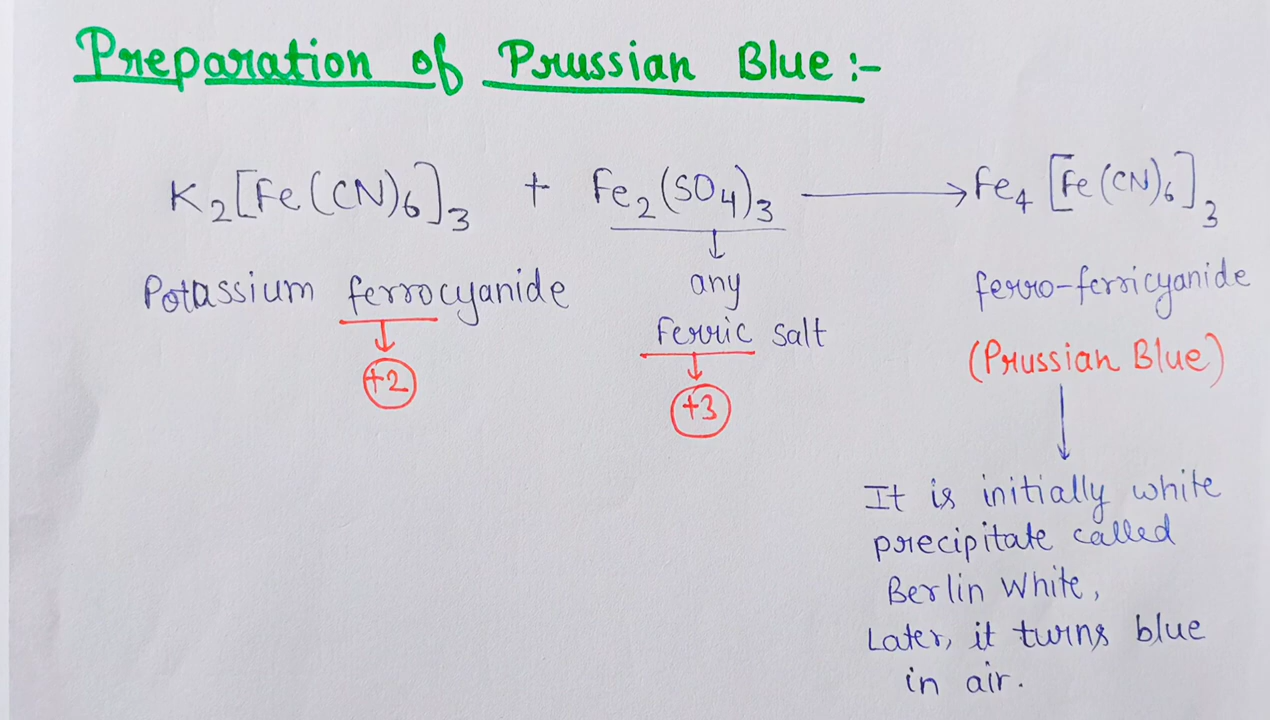 Preparation of Prussian Blue :-
K₂[Fe(CN)₆]₃ + Fe₂(SO₄)₃ ⟶ Fe₄[Fe(CN)₆]₃
Potassium ferrocyanide
+2
any
Ferric salt
+3
ferro-ferricyanide
(Prussian Blue)
It is initially white
precipitate called
Berlin White,
Later, it turns blue
in air.